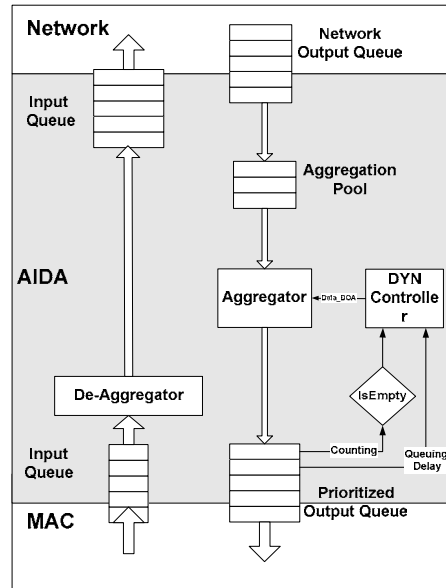 Network
Network
Output Queue
Input
Queue
Aggregation
Pool
AIDA
Aggregator
DYN
Controlle
r
De-Aggregator
IsEmpty
Input
Queue
Counting
Queuing
Delay
MAC
Prioritized
Output Queue